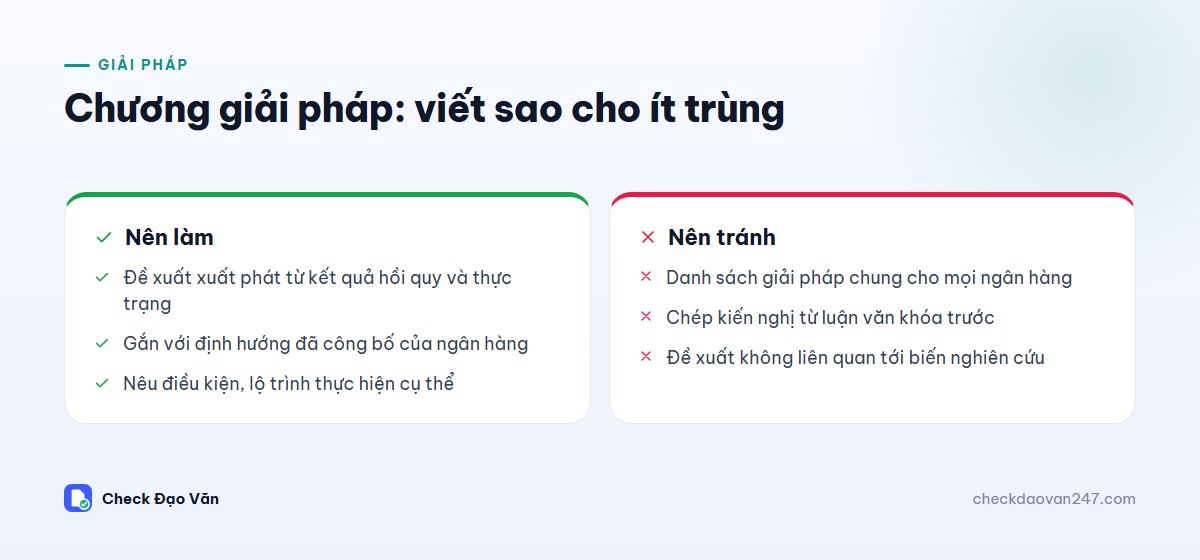 GIẢI PHÁP
Chương giải pháp: viết sao cho ít trùng
Nên làm
Đề xuất xuất phát từ kết quả hồi quy và thực
trạng
Gắn với định hướng đã công bố của ngân hàng
Nêu điều kiện, lộ trình thực hiện cụ thể
Nên tránh
Danh sách giải pháp chung cho mọi ngân hàng
Chép kiến nghị từ luận văn khóa trước
Đề xuất không liên quan tới biến nghiên cứu
Check Đạo Văn
checkdaovan247.com